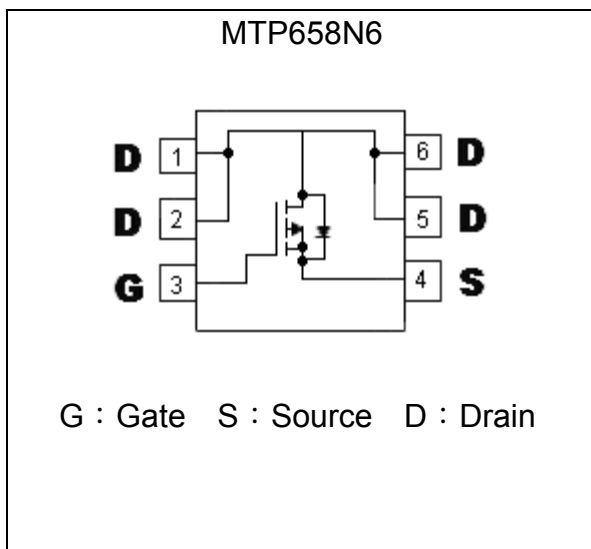 MTP658N6
D 1 6 D
D 2 5 D
G 3 4 S
G：Gate S：Source D：Drain